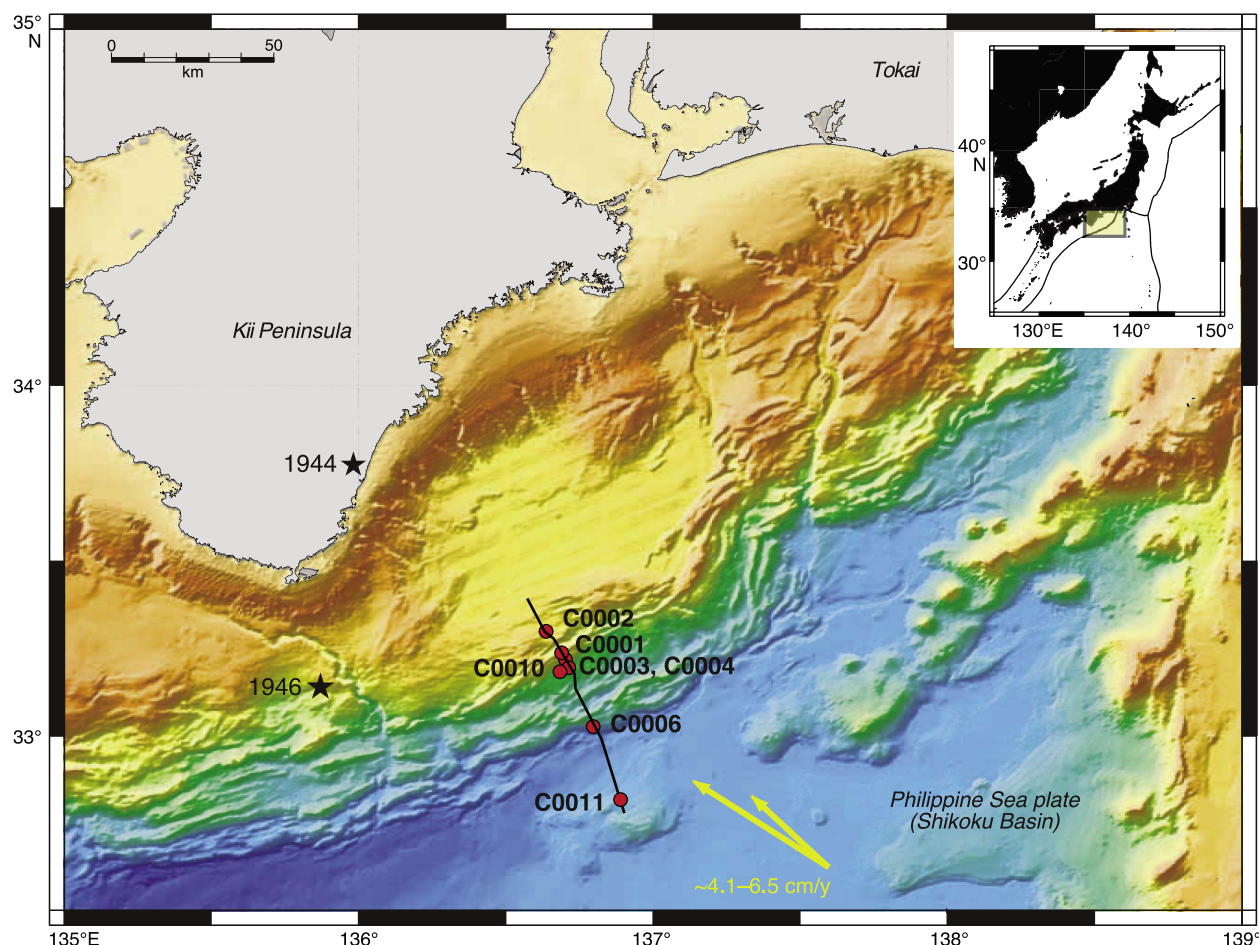 35°
N
0 50
km
Tokai
40°
N
30°
130°E 140° 150°
Kii Peninsula
34°
1944
C0002
C0001
C0010 C0003, C0004
1946
C0006
33°
C0011
Philippine Sea plate
(Shikoku Basin)
~4.1–6.5 cm/y
135°E 136° 137° 138° 139°